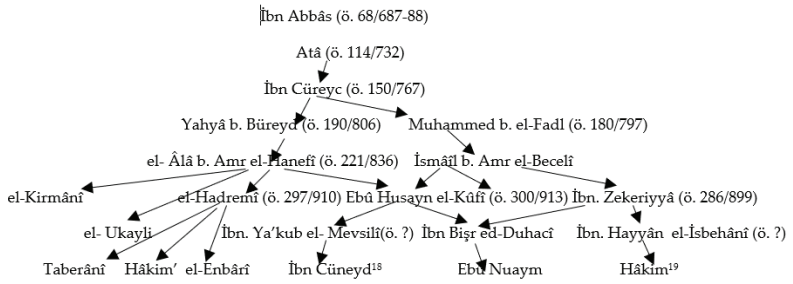 İbn Abbâs (ö. 68/687-88)
Atâ (ö. 114/732)
İbn Cüreyc (ö. 150/767)
Yahyâ b. Büreyd (ö. 190/806) Muhammed b. el-Fadl (ö. 180/797)
el- Âlâ b. Amr el-Hanefî (ö. 221/836) İsmâîl b. Amr el-Becelî
el-Kirmânî el-Hadremî (ö. 297/910) Ebû Husayn el-Kûfî (ö. 300/913) İbn. Zekeriyyâ (ö. 286/899)
el- Ukayli İbn. Ya’kub el- Mevsilî(ö. ?) İbn Bişr ed-Duhacî İbn. Hayyân el-İsbehânî (ö. ?)
Taberânî Hâkim’ el-Enbârî İbn Cüneyd¹⁸ Ebû Nuaym Hâkim¹⁹